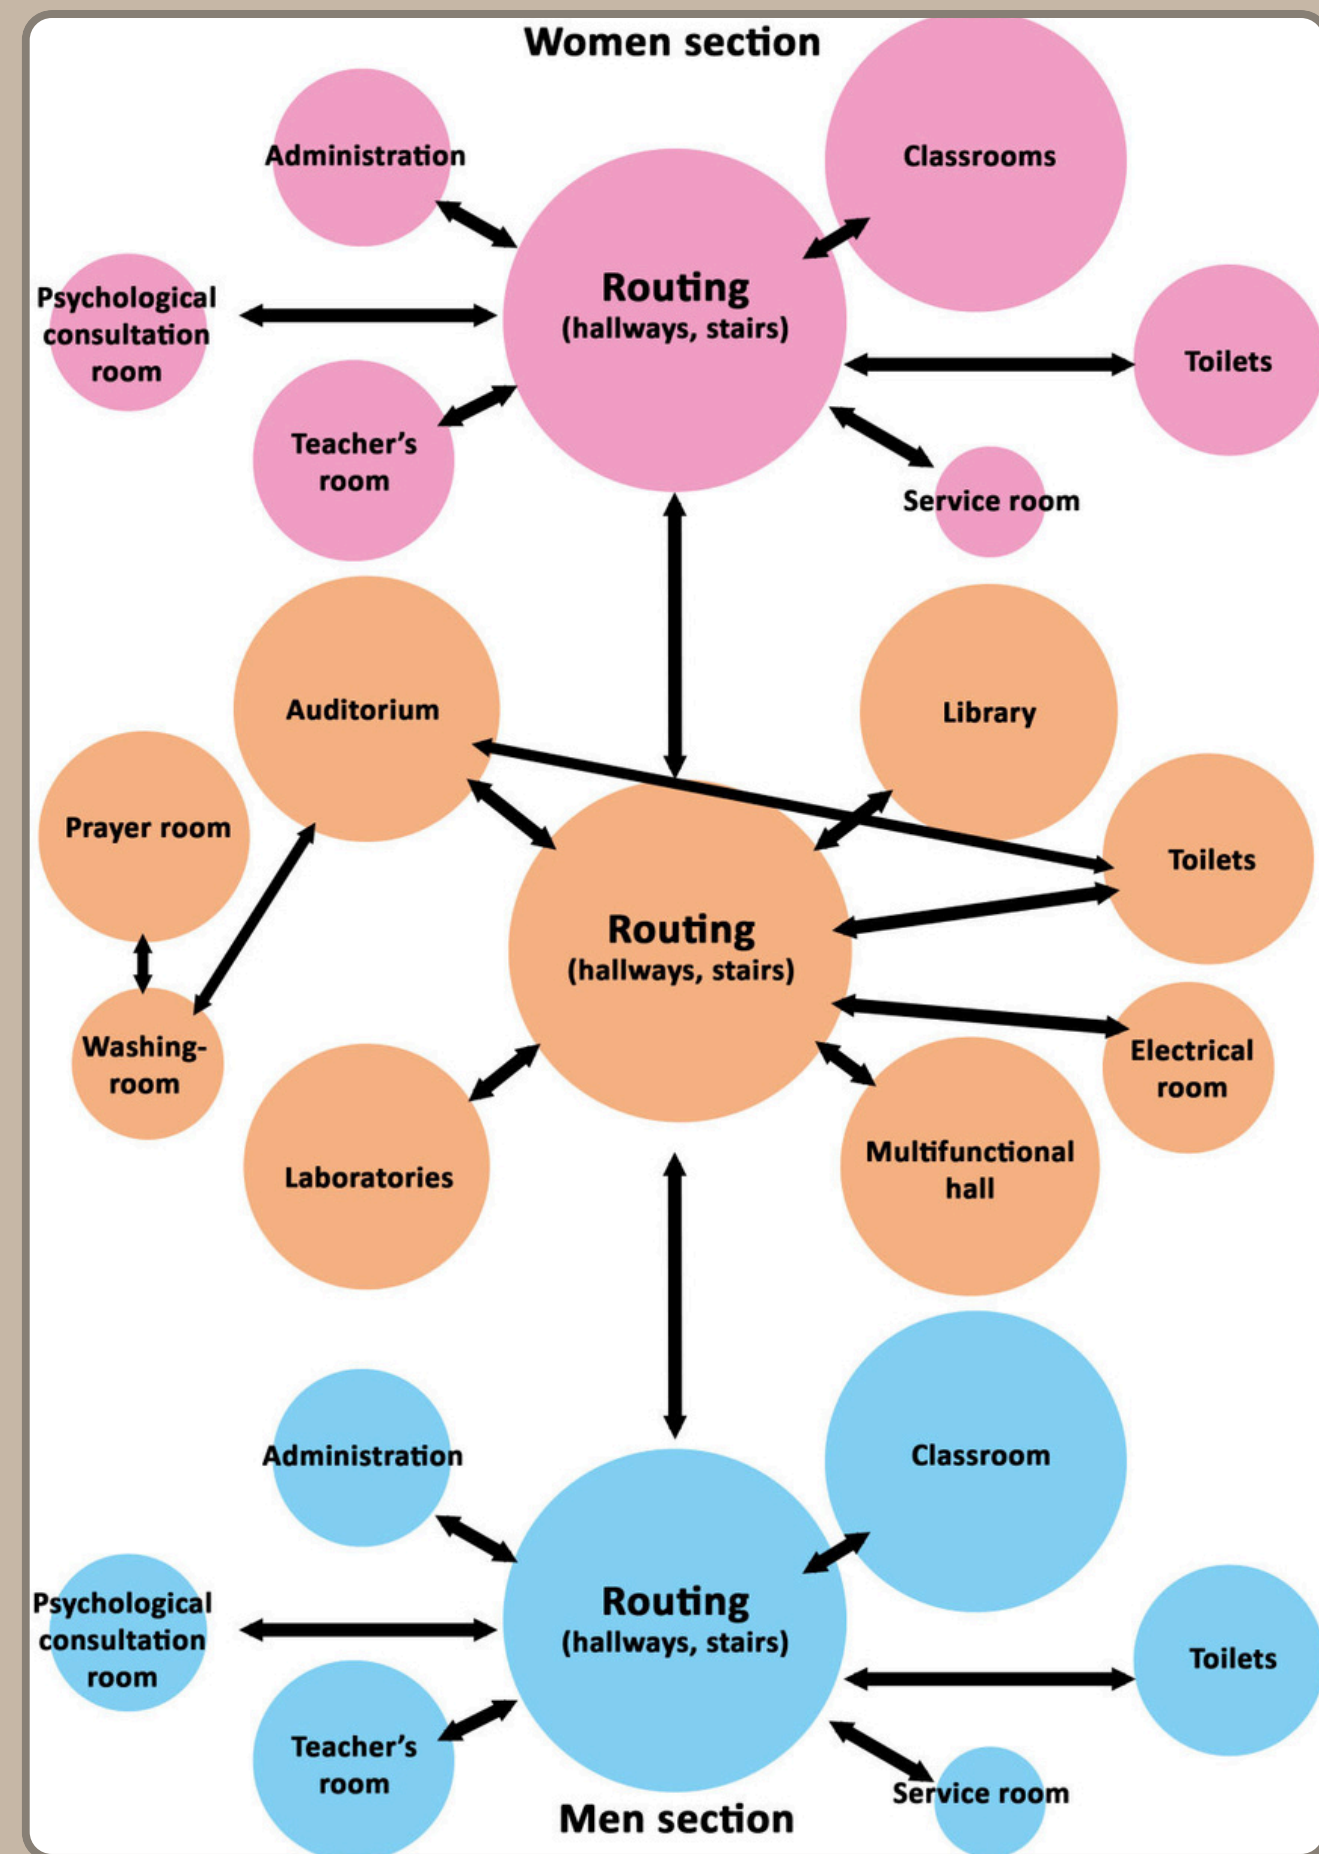 Women section
Administration
Classrooms
Psychological
consultation
room
Routing
(hallways, stairs)
Toilets
Teacher's
room
Service room
Auditorium
Library
Prayer room
Toilets
Routing
(hallways, stairs)
Washing-
room
Electrical
room
Laboratories
Multifunctional
hall
Administration
Classroom
Psychological
consultation
room
Routing
(hallways, stairs)
Toilets
Teacher's
room
Service room
Men section